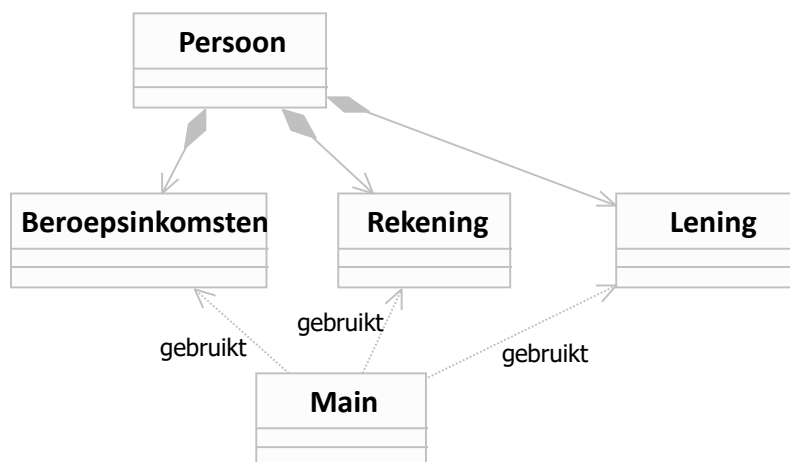 Persoon
Beroepsinkomsten
Rekening
Lening
gebruikt
gebruikt
gebruikt
Main